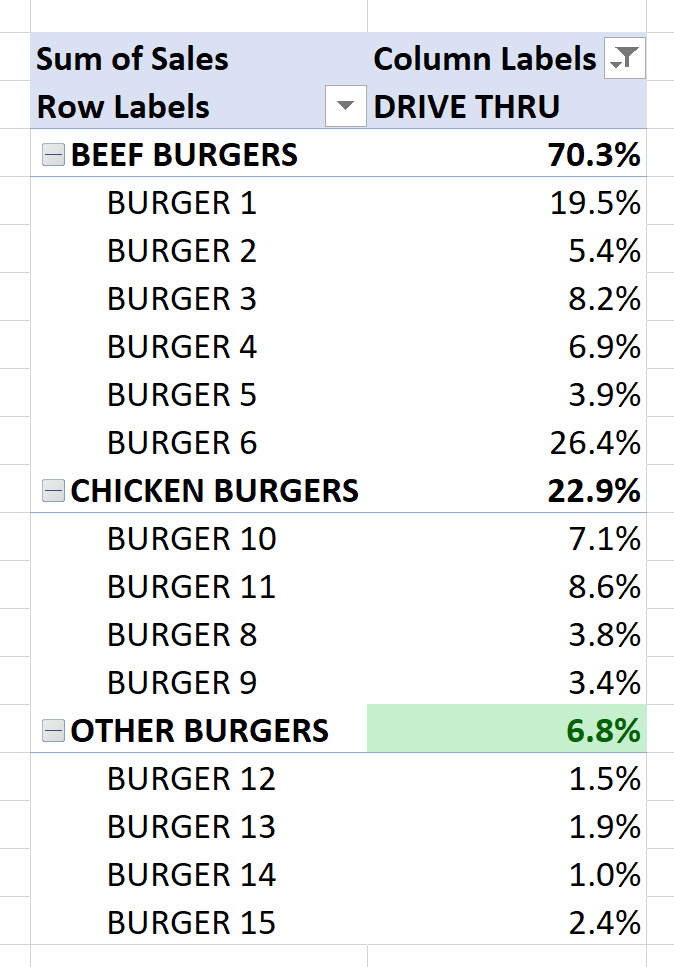 Sum of Sales Column Labels
Row Labels DRIVE THRU
BEEF BURGERS 70.3%
BURGER 1 19.5%
BURGER 2 5.4%
BURGER 3 8.2%
BURGER 4 6.9%
BURGER 5 3.9%
BURGER 6 26.4%
CHICKEN BURGERS 22.9%
BURGER 10 7.1%
BURGER 11 8.6%
BURGER 8 3.8%
BURGER 9 3.4%
OTHER BURGERS 6.8%
BURGER 12 1.5%
BURGER 13 1.9%
BURGER 14 1.0%
BURGER 15 2.4%